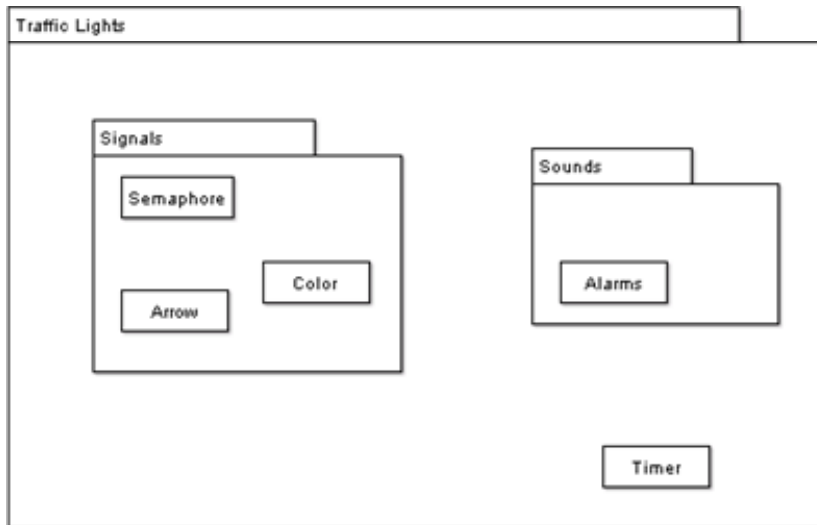 Traffic Lights
Signals
Semaphore
Color
Arrow
Sounds
Alarms
Timer